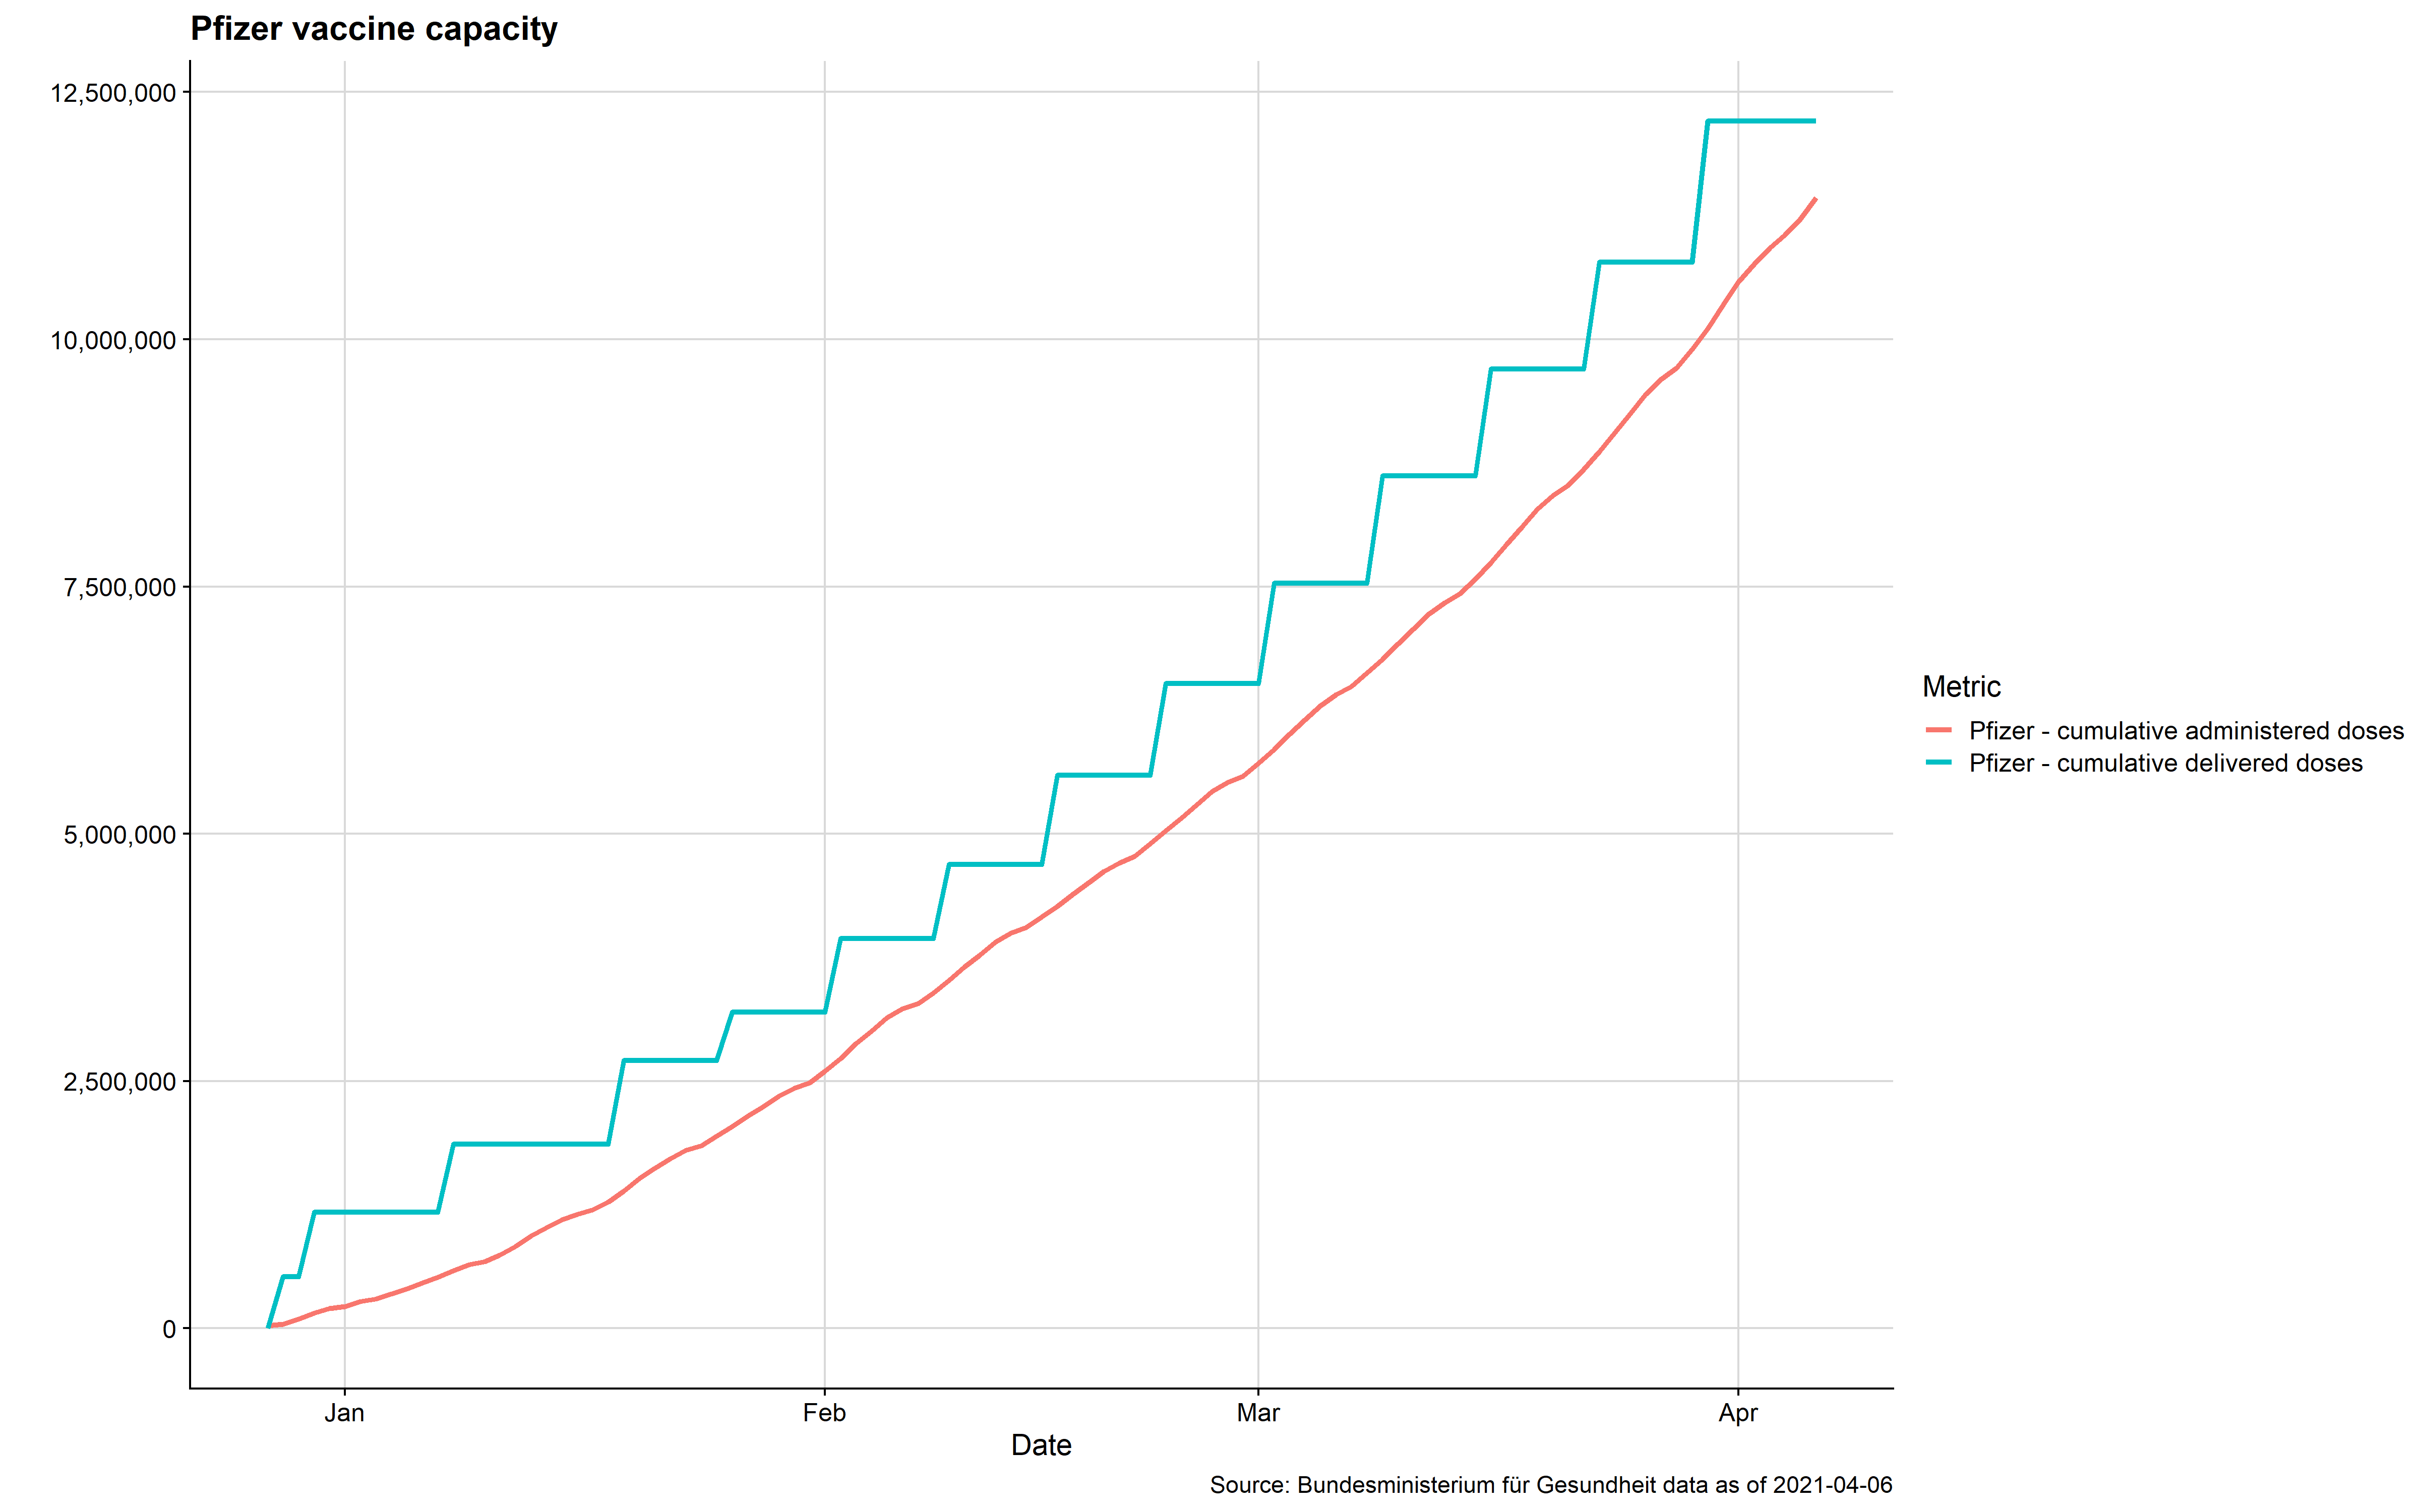 Pfizer vaccine capacity
12,500,000
10,000,000
7,500,000
5,000,000
2,500,000
0
Jan Feb Mar Apr
Date
Metric
Pfizer - cumulative administered doses
Pfizer - cumulative delivered doses
Source: Bundesministerium für Gesundheit data as of 2021-04-06